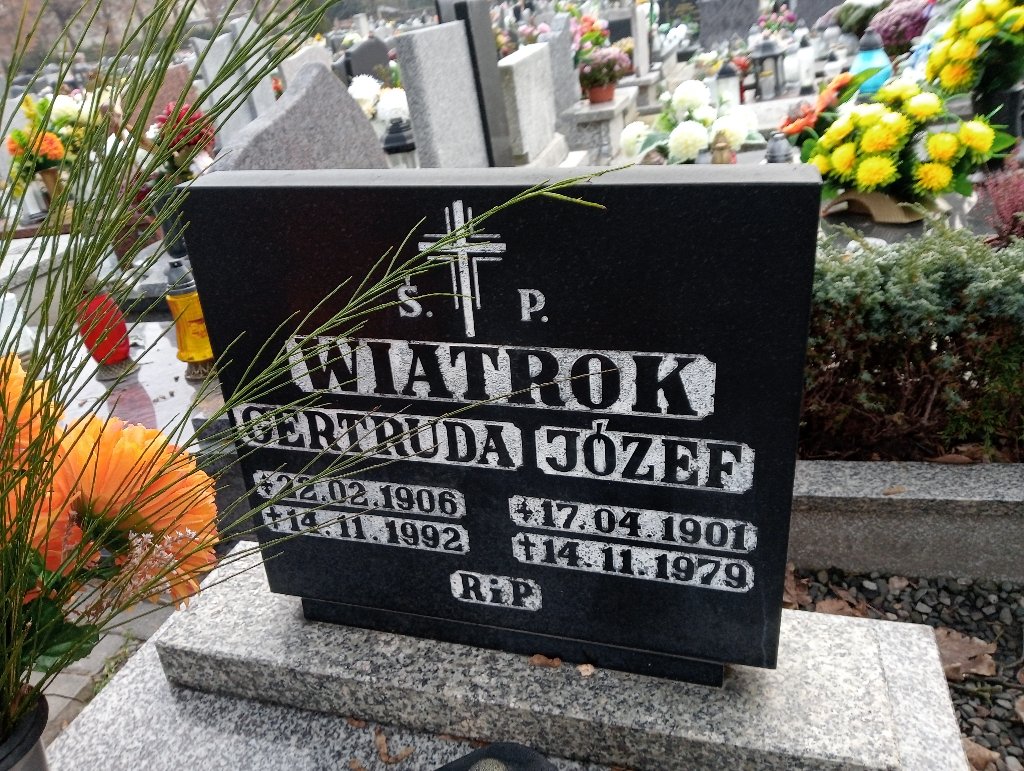 Ś. P.
WIATROK
GERTRUDA JÓZEF
+22.02.1906 +17.04.1901
†14.11.1992 †14.11.1979
RiP